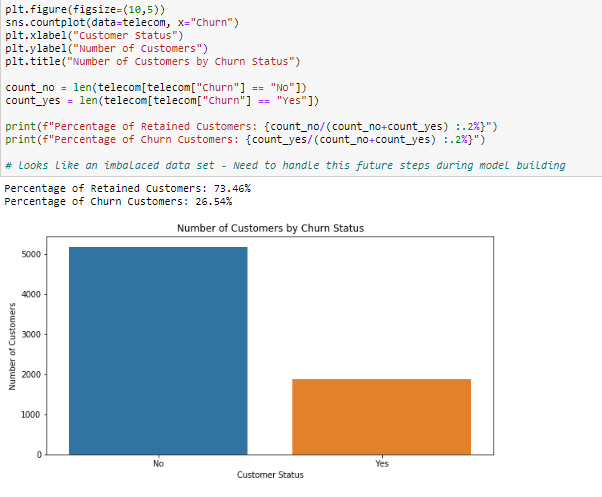 plt.figure(figsize=(10,5))
sns.countplot(data=telecom, x="Churn")
plt.xlabel("Customer Status")
plt.ylabel("Number of Customers")
plt.title("Number of Customers by Churn Status")
count_no = len(telecom[telecom["Churn"] == "No"])
count_yes = len(telecom[telecom["Churn"] == "Yes"])
print(f"Percentage of Retained Customers: {count_no/(count_no+count_yes) :.2%}")
print(f"Percentage of Churn Customers: {count_yes/(count_no+count_yes) :.2%}")
# looks like an imbalaced data set - Need to handle this future steps during model building
Percentage of Retained Customers: 73.46%
Percentage of Churn Customers: 26.54%
Number of Customers by Churn Status
5000
4000
3000
2000
1000
0
Number of Customers
No
Yes
Customer Status